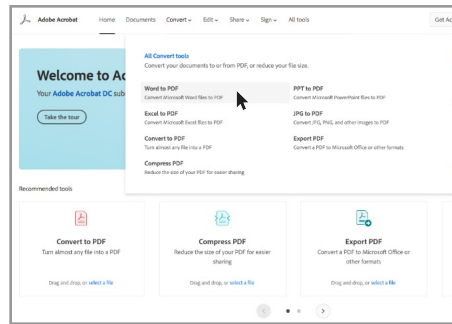 Adobe Acrobat Home Documents Convert Edit Share Sign All tools Get Ac
All Convert tools
Convert your documents to or from PDF, or reduce your file size.
Welcome to Ac
Your Adobe Acrobat DC sub
Take the tour
Word to PDF
Convert Microsoft Word files to PDF
PPT to PDF
Convert Microsoft PowerPoint files to PDF
Excel to PDF
Convert Microsoft Excel files to PDF
JPG to PDF
Convert JPG, PNG, and other images to PDF
Convert to PDF
Turn almost any file into a PDF
Export PDF
Convert a PDF to Microsoft Office or other formats
Compress PDF
Reduce the size of your PDF for easier sharing
Recommended tools
Convert to PDF
Turn almost any file into a PDF
Drag and drop, or select a file
Compress PDF
Reduce the size of your PDF for easier
sharing
Drag and drop, or select a file
Export PDF
Convert a PDF to Microsoft Office or
other formats
Drag and drop, or select a file